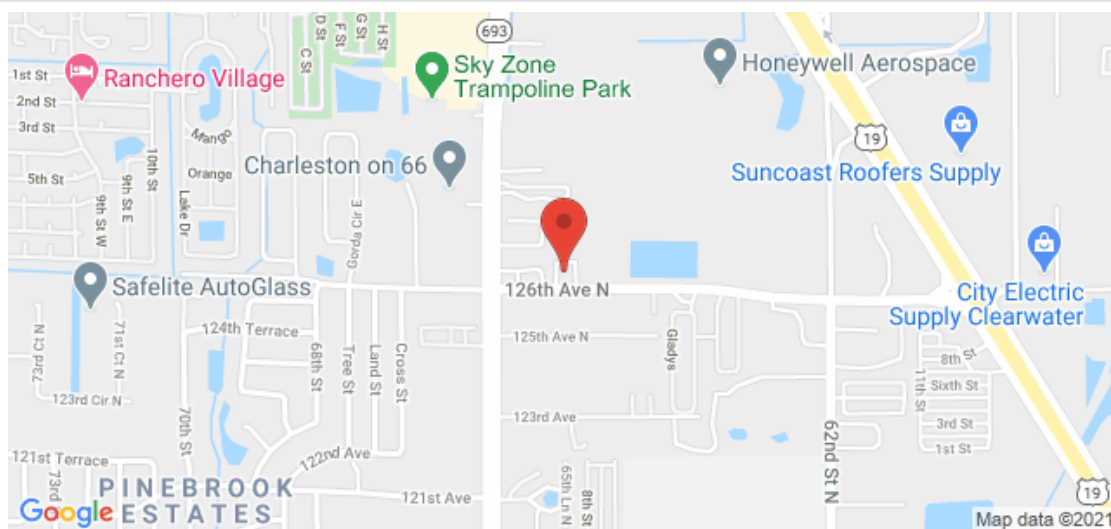 C St
D St
F St
G St
H St
693
1st St
Ranchero Village
2nd St
3rd St
Sky Zone
Trampoline Park
Honeywell Aerospace
19
Mango
10th St
Charleston on 66
Orange
5th St
9th St E
9th St W
Lake Dr
Gorda Cir E
Suncoast Roofers Supply
Safelite AutoGlass
126th Ave N
City Electric
Supply Clearwater
124th Terrace
125th Ave N
73rd Ct N
71st Ct N
68th St
Tree St
Land St
Cross St
Gladys
8th St
11th St
Sixth St
123rd Cir N
70th St
123rd Ave
3rd St
1st St
62nd St N
122nd Ave
121st Terrace
73rd
PINEBROOK
ESTATES
121st Ave
65th Ln N
8th St
19
Google
Map data ©2021